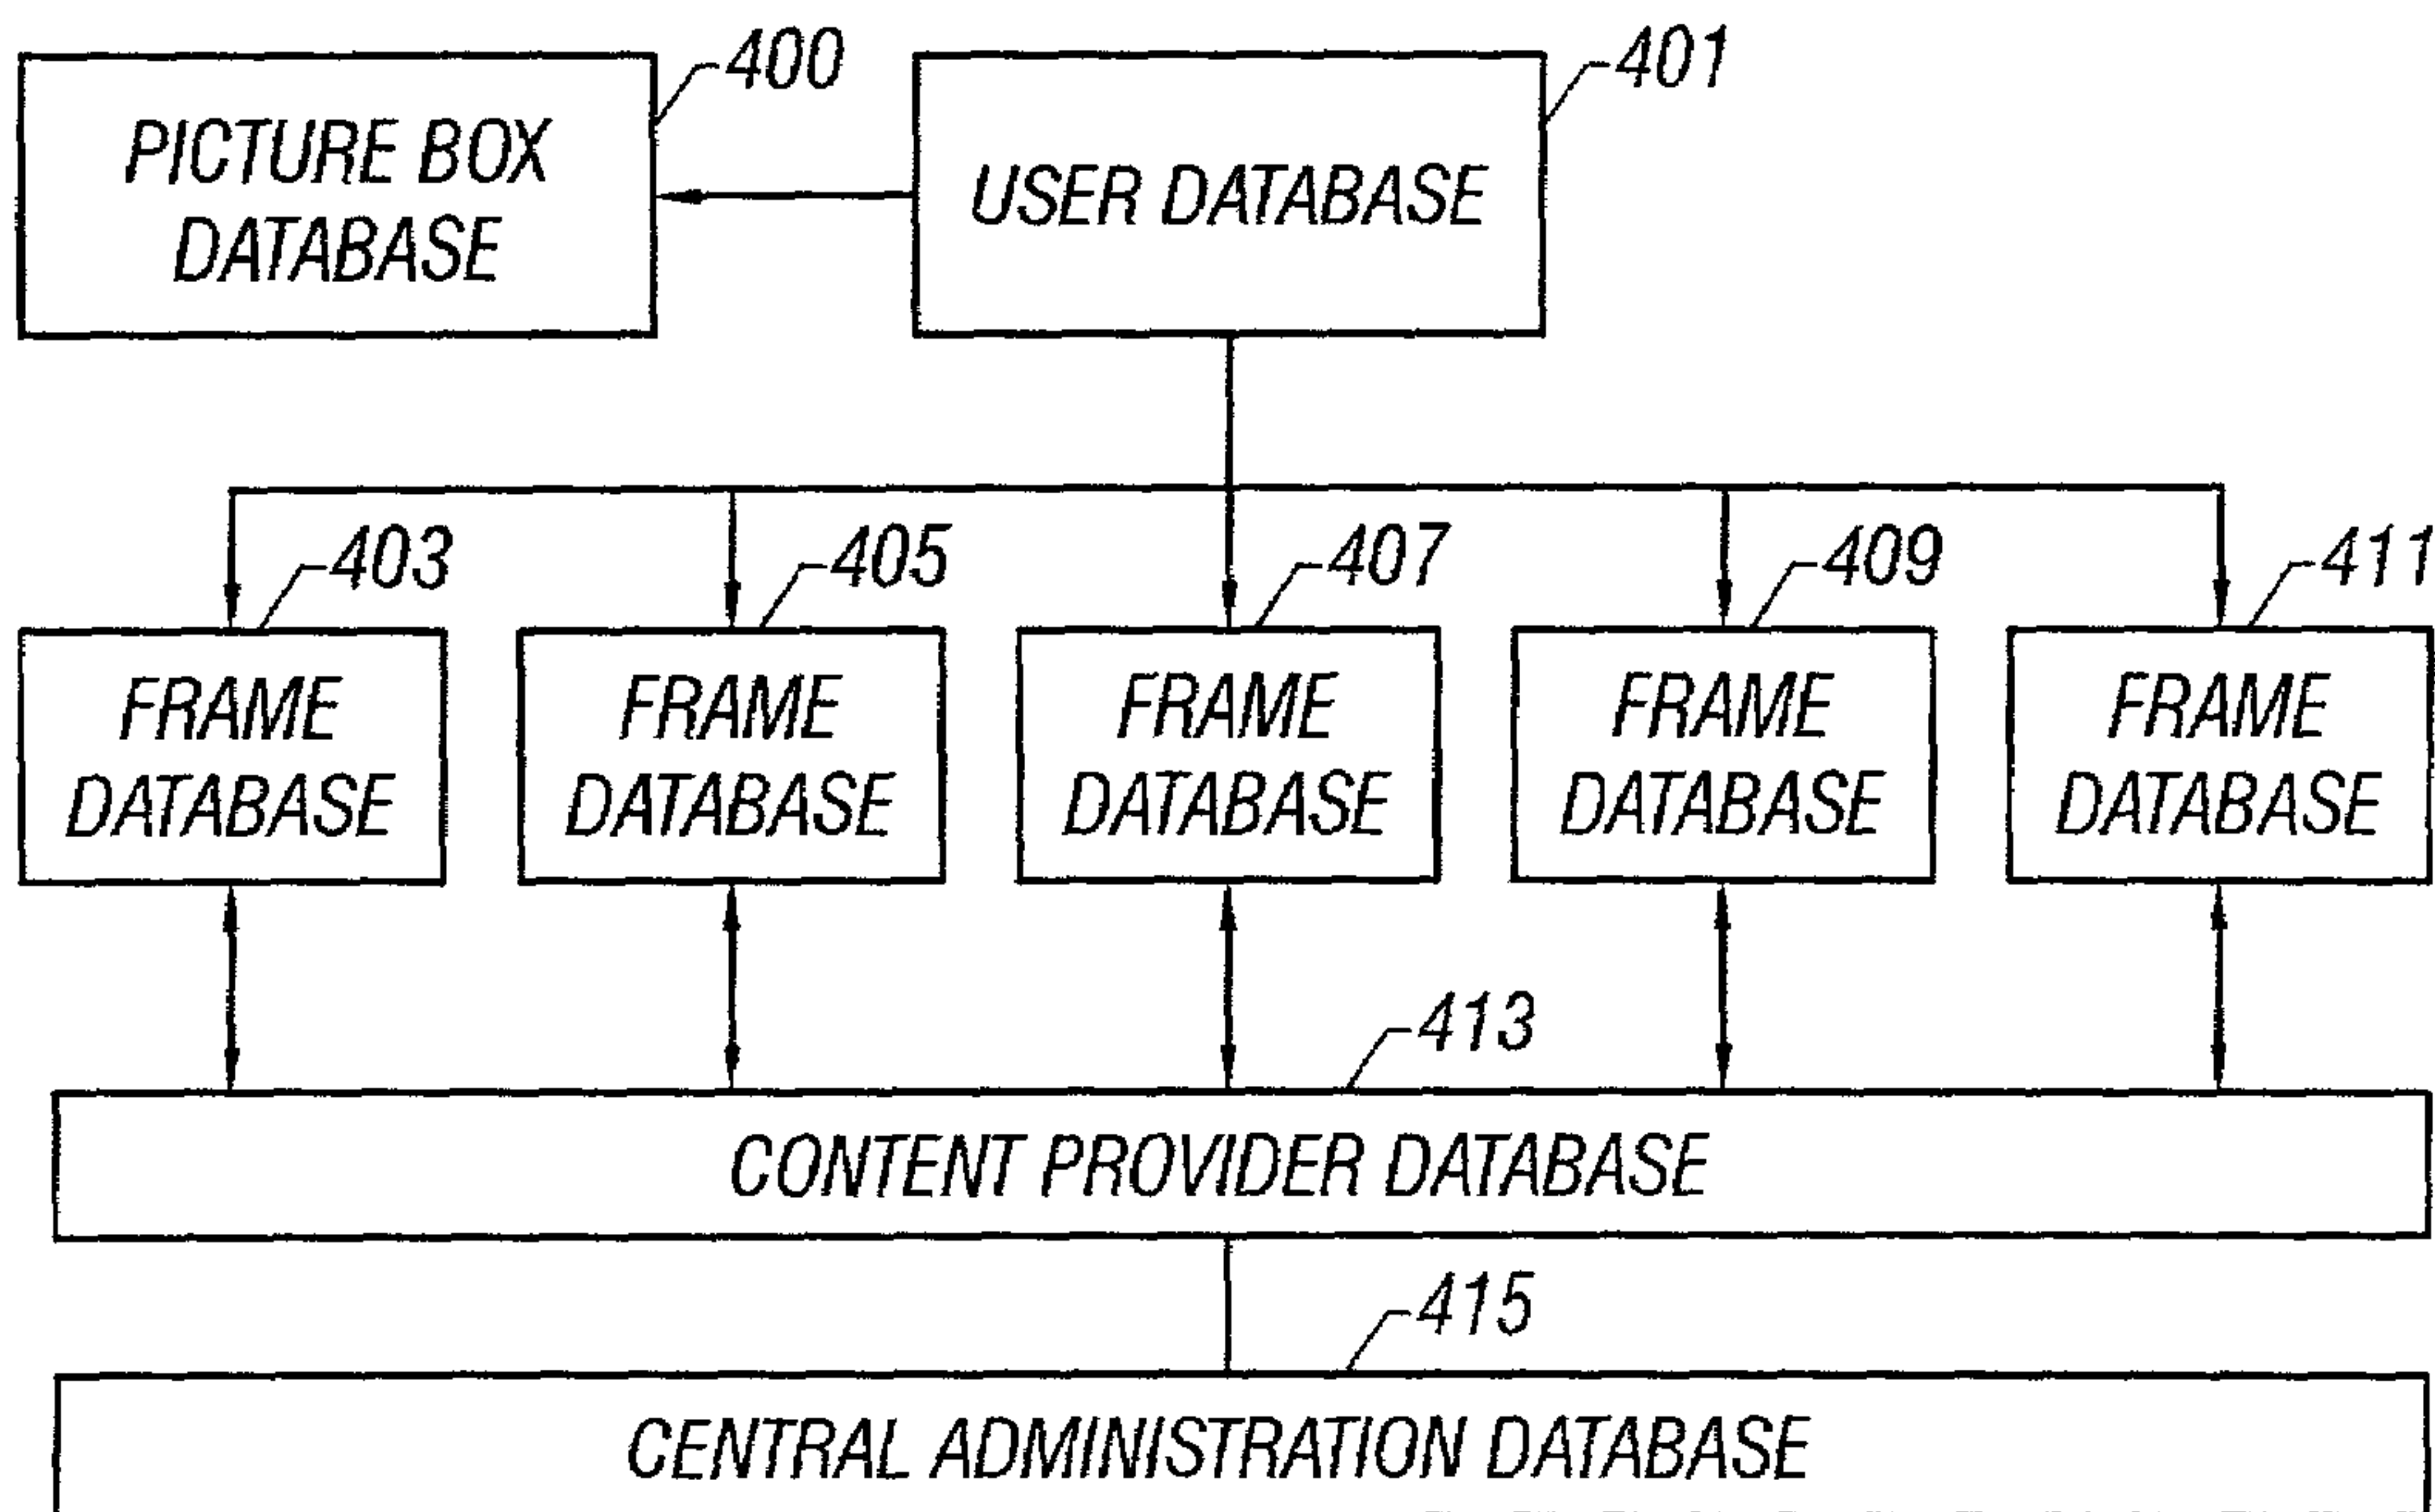 400
401
PICTURE BOX
DATABASE
USER DATABASE
403
405
407
409
411
FRAME
DATABASE
FRAME
DATABASE
FRAME
DATABASE
FRAME
DATABASE
FRAME
DATABASE
413
CONTENT PROVIDER DATABASE
415
CENTRAL ADMINISTRATION DATABASE